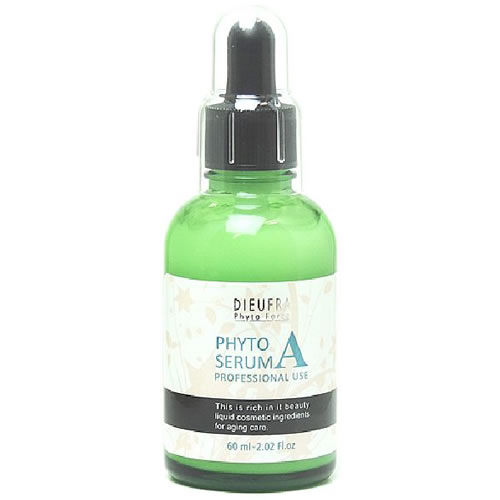 DIEUFRA
Phyto Force
PHYTO
SERUM A
PROFESSIONAL USE
This is rich in it beauty
liquid cosmetic ingredients
for aging care.
60 ml-2.02 Fl.oz